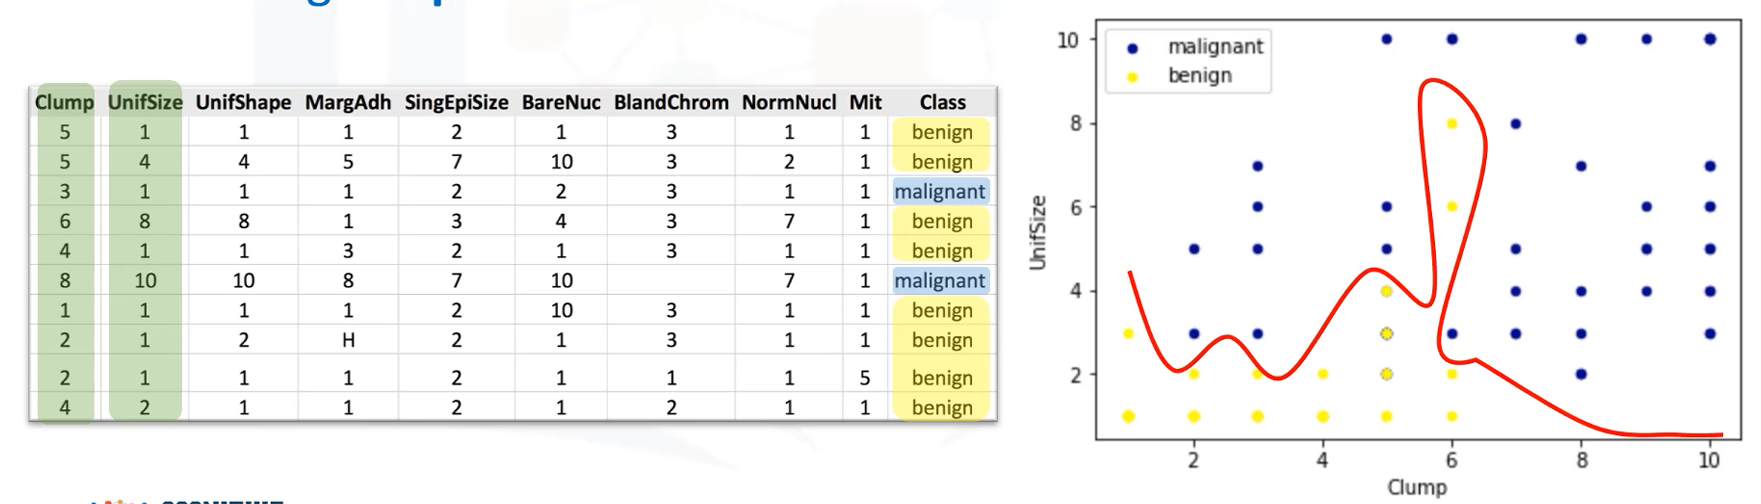 Clump UnifSize UnifShape MargAdh SingEpiSize BareNuc BlandChrom NormNucl Mit Class
5 1 1 1 2 1 3 1 1 benign
5 4 4 5 7 10 3 2 1 benign
3 1 1 1 2 2 3 1 1 malignant
6 8 8 1 3 4 3 7 1 benign
4 1 1 3 2 1 3 1 1 benign
8 10 10 8 7 10 7 1 malignant
1 1 1 1 2 10 3 1 1 benign
2 1 2 H 2 1 3 1 1 benign
2 1 1 1 2 1 1 1 5 benign
4 2 1 1 2 1 2 1 1 benign
malignant
benign
10
8
6
4
2
UnifSize
2 4 6 8 10
Clump